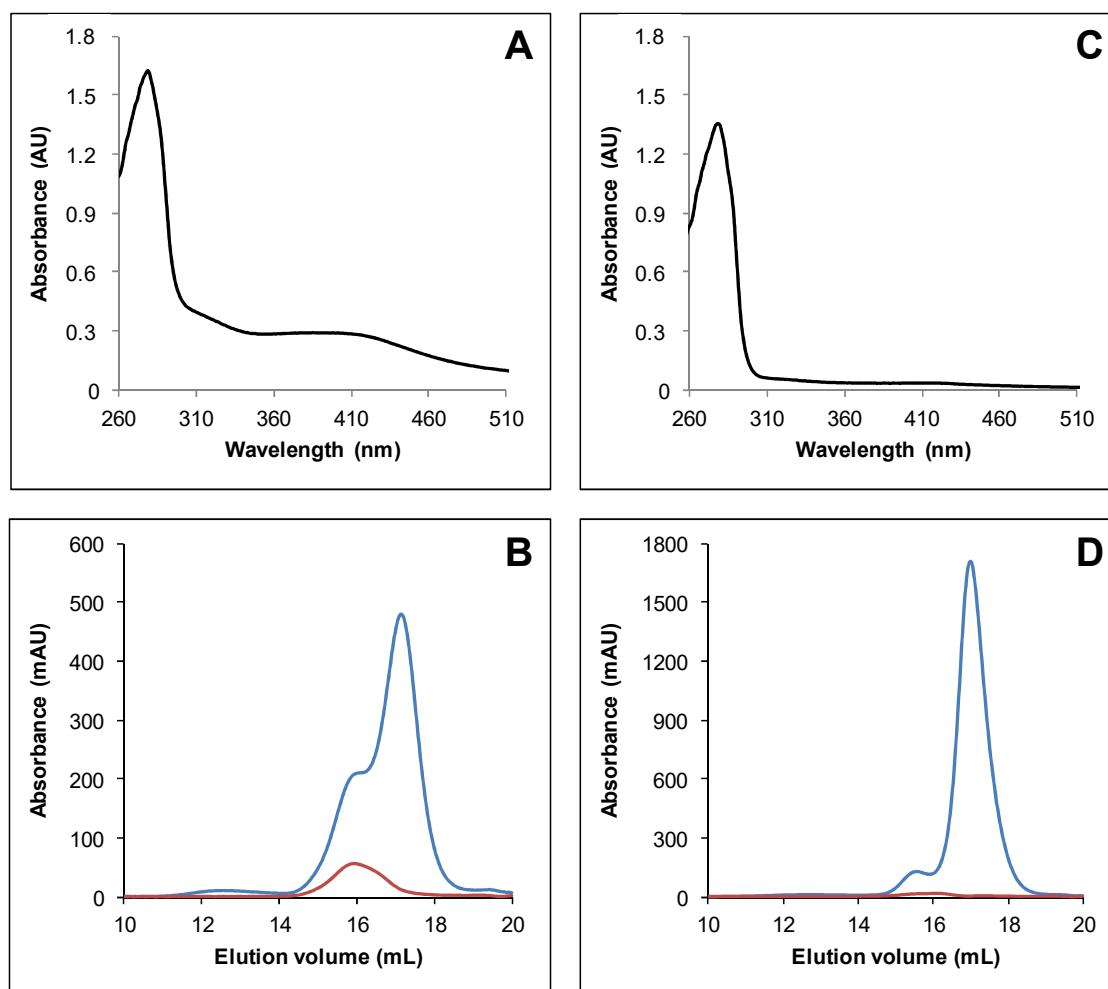 A
1.8
1.5
1.2
0.9
0.6
0.3
0
Absorbance (AU)
260 310 360 410 460 510
Wavelength (nm)
C
1.8
1.5
1.2
0.9
0.6
0.3
0
Absorbance (AU)
260 310 360 410 460 510
Wavelength (nm)
B
600
500
400
300
200
100
0
Absorbance (mAU)
10 12 14 16 18 20
Elution volume (mL)
D
1800
1500
1200
900
600
300
0
Absorbance (mAU)
10 12 14 16 18 20
Elution volume (mL)